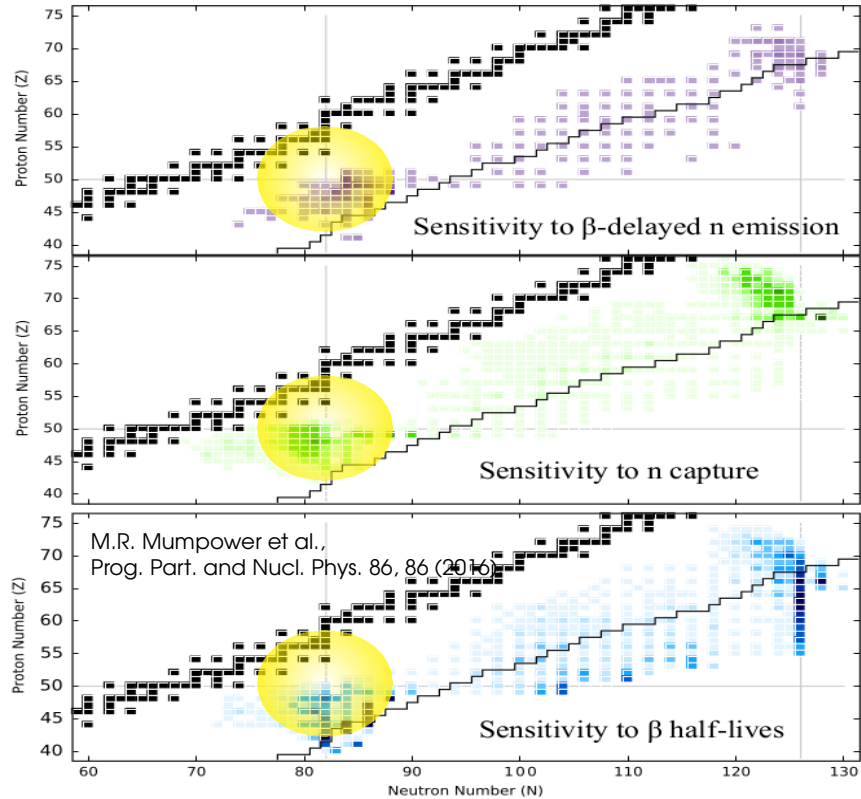 75
70
65
60
55
50
45
40
Proton Number (Z)
Sensitivity to β-delayed n emission
75
70
65
60
55
50
45
40
Proton Number (Z)
Sensitivity to n capture
75
70
65
60
55
50
45
40
Proton Number (Z)
M.R. Mumpower et al.,
Prog. Part. and Nucl. Phys. 86, 86 (2016)
Sensitivity to β half-lives
60 70 80 90 100 110 120 130
Neutron Number (N)